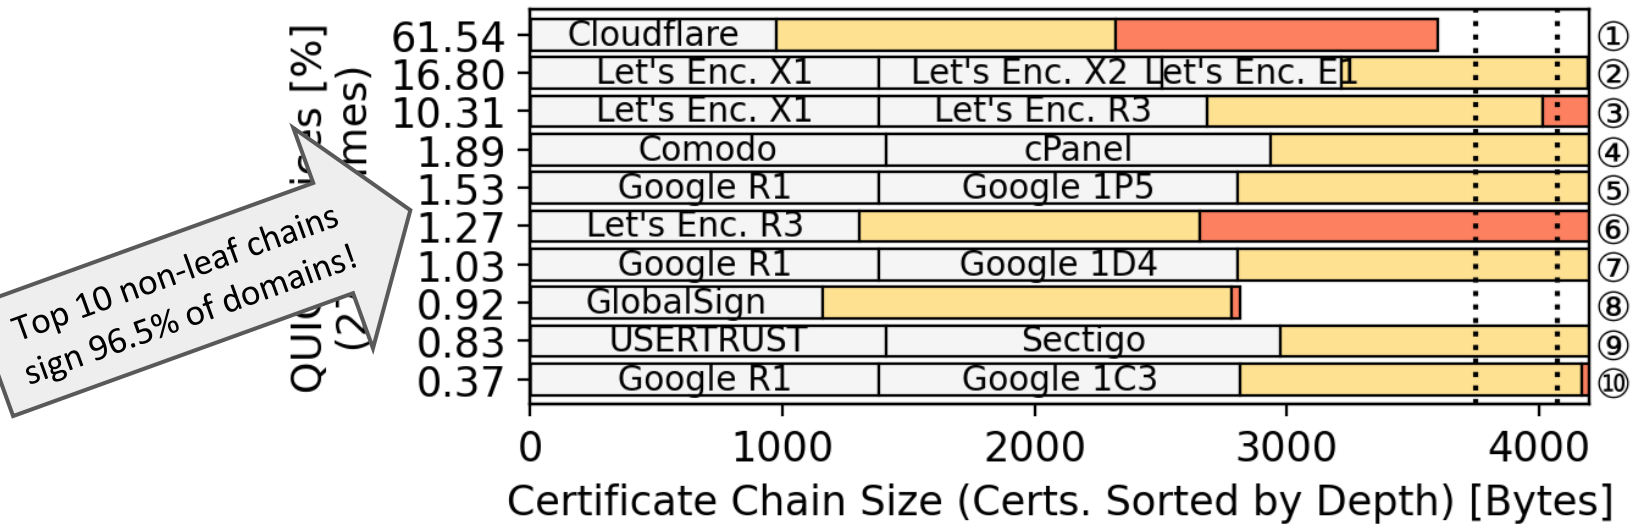 61.54 Cloudflare ①
16.80 Let's Enc. X1 Let's Enc. X2 Let's Enc. E1 ②
10.31 Let's Enc. X1 Let's Enc. R3 ③
1.89 Comodo cPanel ④
1.53 Google R1 Google 1P5 ⑤
1.27 Let's Enc. R3 ⑥
1.03 Google R1 Google 1D4 ⑦
0.92 GlobalSign ⑧
0.83 USERTRUST Sectigo ⑨
0.37 Google R1 Google 1C3 ⑩
0 1000 2000 3000 4000
Certificate Chain Size (Certs. Sorted by Depth) [Bytes]
[%]
Top 10 non-leaf chains
sign 96.5% of domains!